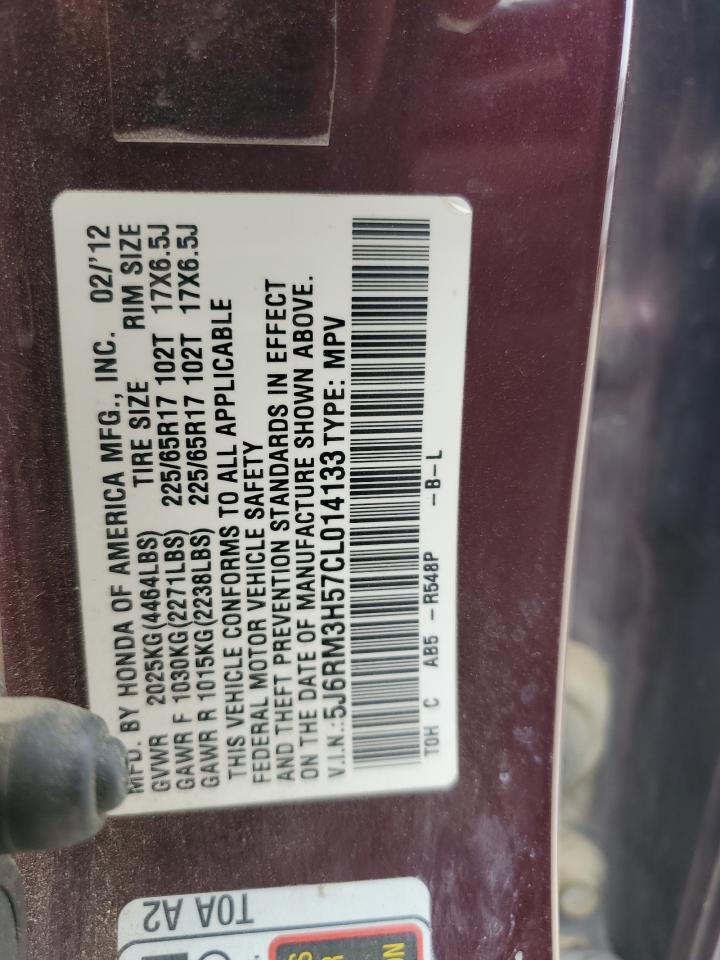 MFD. BY HONDA OF AMERICA MFG., INC. 02/'12
TIRE SIZE RIM SIZE
GVWR 2025KG(4464LBS)
GAWR F 1030KG(2271LBS) 225/65R17 102T 17X6.5J
GAWR R 1015KG(2238LBS) 225/65R17 102T 17X6.5J
THIS VEHICLE CONFORMS TO ALL APPLICABLE
FEDERAL MOTOR VEHICLE SAFETY
AND THEFT PREVENTION STANDARDS IN EFFECT
ON THE DATE OF MANUFACTURE SHOWN ABOVE.
V.I.N.:5J6RM3H57CL014133 TYPE: MPV
TOH C AB5 -R548P -B-L
T0A A2